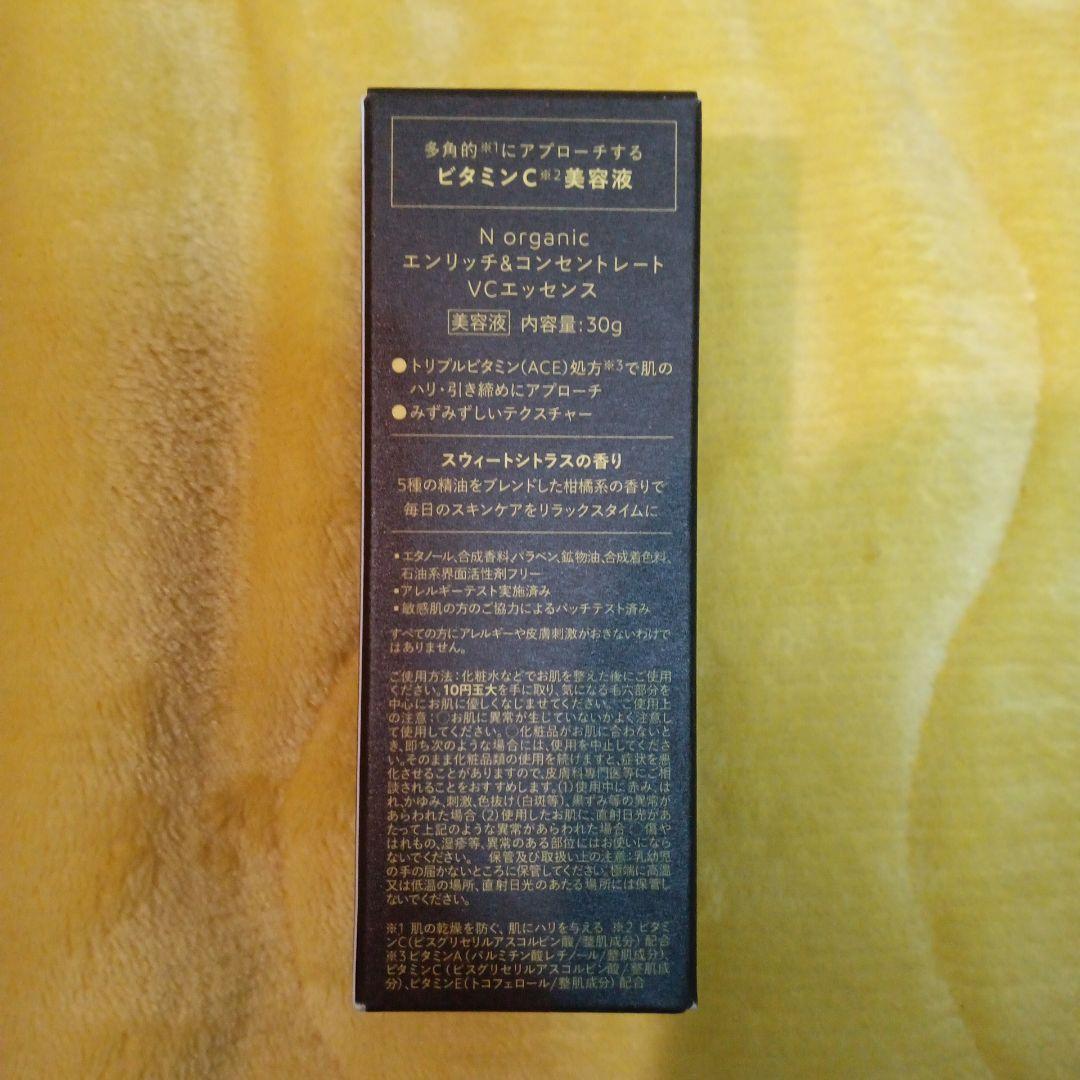 多角的※1にアプローチする
ビタミンC※2美容液
N organic
エンリッチ&コンセントレート
VCエッセンス
美容液 内容量:30g
●トリプルビタミン(ACE)処方※3で肌の
ハリ・引き締めにアプローチ
●みずみずしいテクスチャー
スウィートシトラスの香り
5種の精油をブレンドした柑橘系の香りで
毎日のスキンケアをリラックスタイムに
▪エタノール、合成香料、パラベン、鉱物油、合成着色料、
石油系界面活性剤フリー
▪アレルギーテスト実施済み
▪敏感肌の方のご協力によるパッチテスト済み
すべての方にアレルギーや皮膚刺激がおきないわけで
はありません。
ご使用方法:化粧水などでお肌を整えた後にご使用
ください。10円玉大を手に取り、気になる毛穴部分を
中心にお肌に優しくなじませてください。 ご使用上
の注意:○お肌に異常が生じていないかよく注意し
て使用してください。○化粧品がお肌に合わないと
き、即ち次のような場合には、使用を中止してくださ
い。そのまま化粧品類の使用を続けますと、症状を悪
化させることがありますので、皮膚科専門医等にご相
談されることをおすすめします。(1)使用中に赤み、は
れ、かゆみ、刺激、色抜け(白斑等)、黒ずみ等の異常が
あらわれた場合 (2)使用したお肌に、直射日光があ
たって上記のような異常があらわれた場合 ○ 傷や
はれもの、湿疹等、異常のある部位にはお使いになら
ないでください。 保管及び取扱い上の注意:乳幼児
の手の届かないところに保管してください。極端に高温
又は低温の場所、直射日光のあたる場所には保管し
ないでください。
※1 肌の乾燥を防ぐ、肌にハリを与える ※2 ビタミ
ンC(ビスグリセリルアスコルビン酸/整肌成分) 配合
※3 ビタミンA(パルミチン酸レチノール/整肌成分)、
ビタミンC(ビスグリセリルアスコルビン酸/整肌成
分)、ビタミンE(トコフェロール/整肌成分) 配合